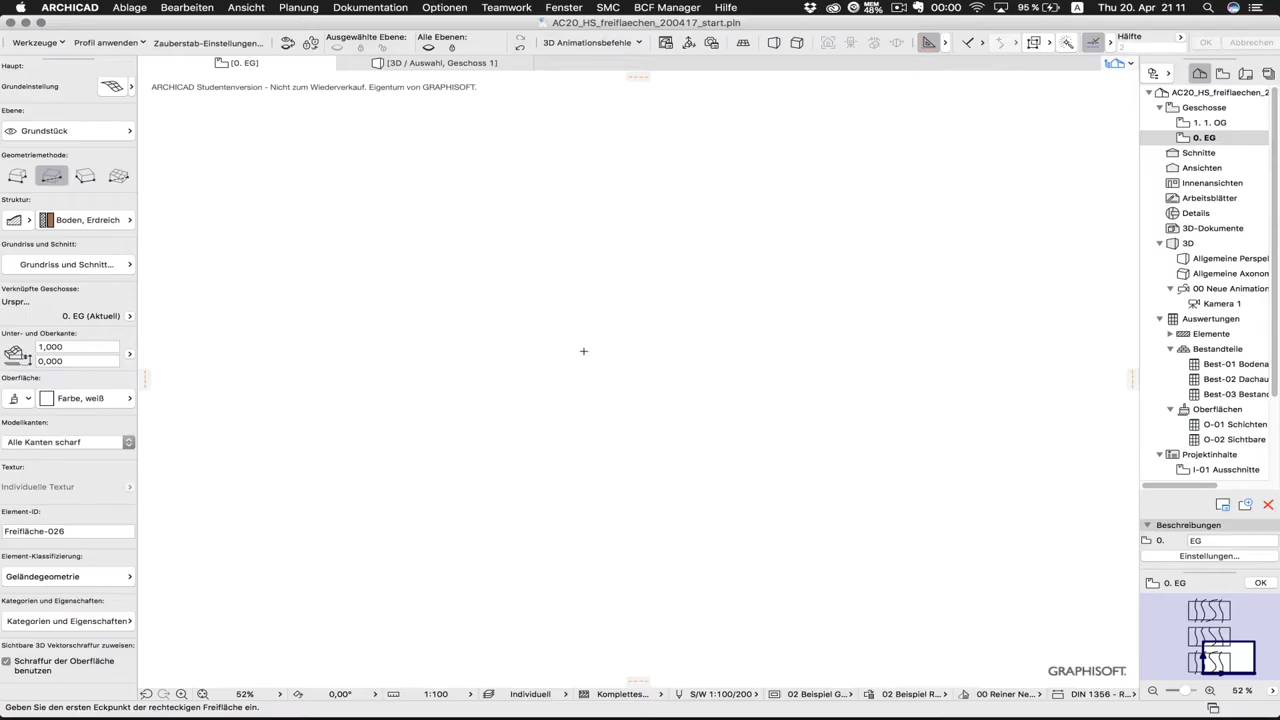 ARCHICAD Ablage Bearbeiten Ansicht Planung Dokumentation Optionen Teamwork Fenster SMC BCF Manager Hilfe MEM 48% 00:00 95 % A Thu 20. Apr. 21 11
AC20_HS_freiflaechen_200417_start.pln
Werkzeuge Profil anwenden Zauberstab-Einstellungen... Ausgewählte Ebene: Alle Ebenen: 3D Animationsbefehle Hälfte 2 OK Abbrechen
[0. EG] [3D / Auswahl, Geschoss 1]
ARCHICAD Studentenversion - Nicht zum Wiederverkauf. Eigentum von GRAPHISOFT.
Haupt:
Grundeinstellung
Ebene:
Grundstück
Geometriemethode:
Struktur:
Boden, Erdreich
Grundriss und Schnitt:
Grundriss und Schnitt...
Verknüpfte Geschosse:
Urspr...
0. EG (Aktuell)
Unter- und Oberkante:
1,000
0,000
Oberfläche:
Farbe, weiß
Modellkanten:
Alle Kanten scharf
Textur:
Individuelle Textur
Element-ID:
Freifläche-026
Element-Klassifizierung:
Geländegeometrie
Kategorien und Eigenschaften:
Kategorien und Eigenschaften
Sichtbare 3D Vektorschraffur zuweisen:
Schraffur der Oberfläche
benutzen
AC20_HS_freiflaechen_2
Geschosse
1. 1. OG
0. EG
Schnitte
Ansichten
Innenansichten
Arbeitsblätter
Details
3D-Dokumente
3D
Allgemeine Perspel
Allgemeine Axonom
00 Neue Animation
Kamera 1
Auswertungen
Elemente
Bestandteile
Best-01 Bodena
Best-02 Dachau
Best-03 Bestand
Oberflächen
O-01 Schichten
O-02 Sichtbare
Projektinhalte
I-01 Ausschnitte
Beschreibungen
0. EG
Einstellungen...
0. EG OK
GRAPHISOFT.
52% 0,00° 1:100 Individuell Komplettes... S/W 1:100/200 02 Beispiel G... 02 Beispiel R... 00 Reiner Ne... DIN 1356 - R... 52 %
Geben Sie den ersten Eckpunkt der rechteckigen Freifläche ein.